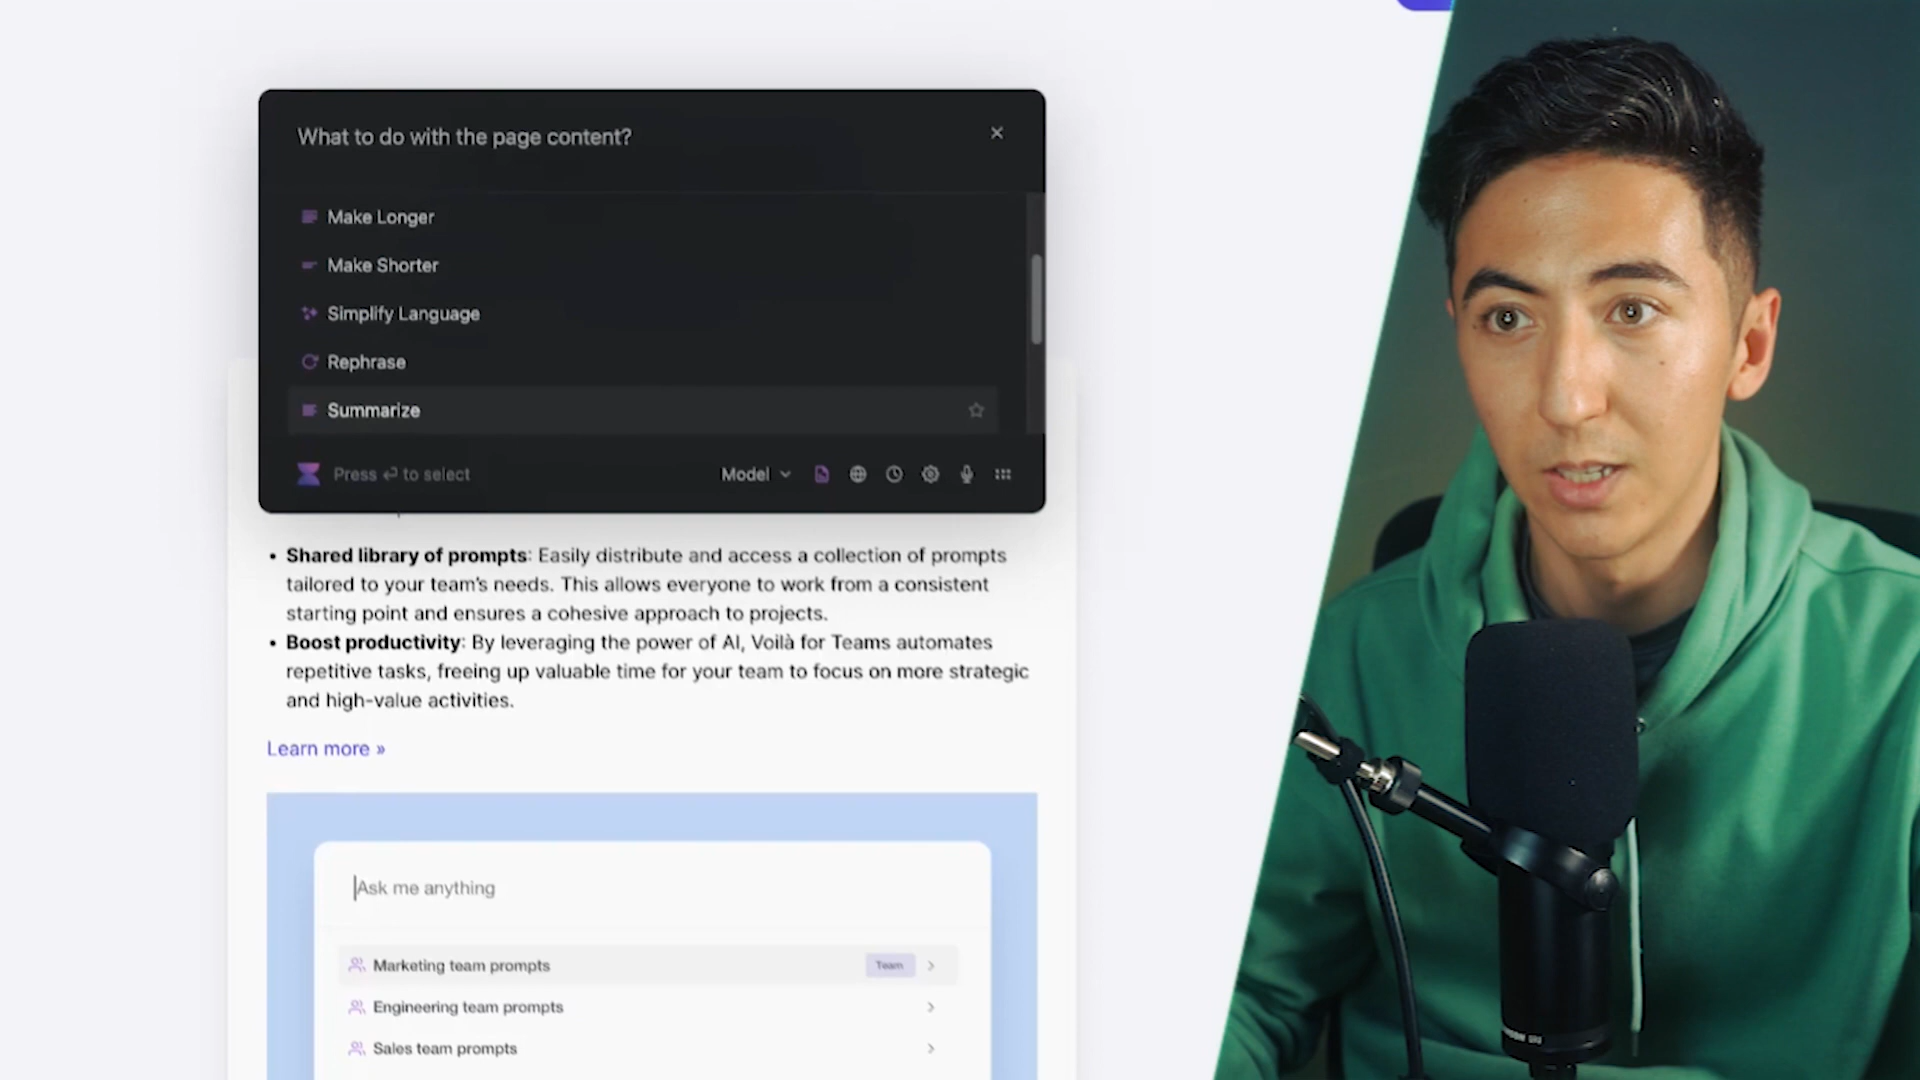 What to do with the page content?
Make Longer
Make Shorter
Simplify Language
Rephrase
Summarize
Press ↵ to select
Model
• Shared library of prompts: Easily distribute and access a collection of prompts
tailored to your team's needs. This allows everyone to work from a consistent
starting point and ensures a cohesive approach to projects.
• Boost productivity: By leveraging the power of AI, Voilà for Teams automates
repetitive tasks, freeing up valuable time for your team to focus on more strategic
and high-value activities.
Learn more »
Ask me anything
Marketing team prompts
Team
Engineering team prompts
Sales team prompts